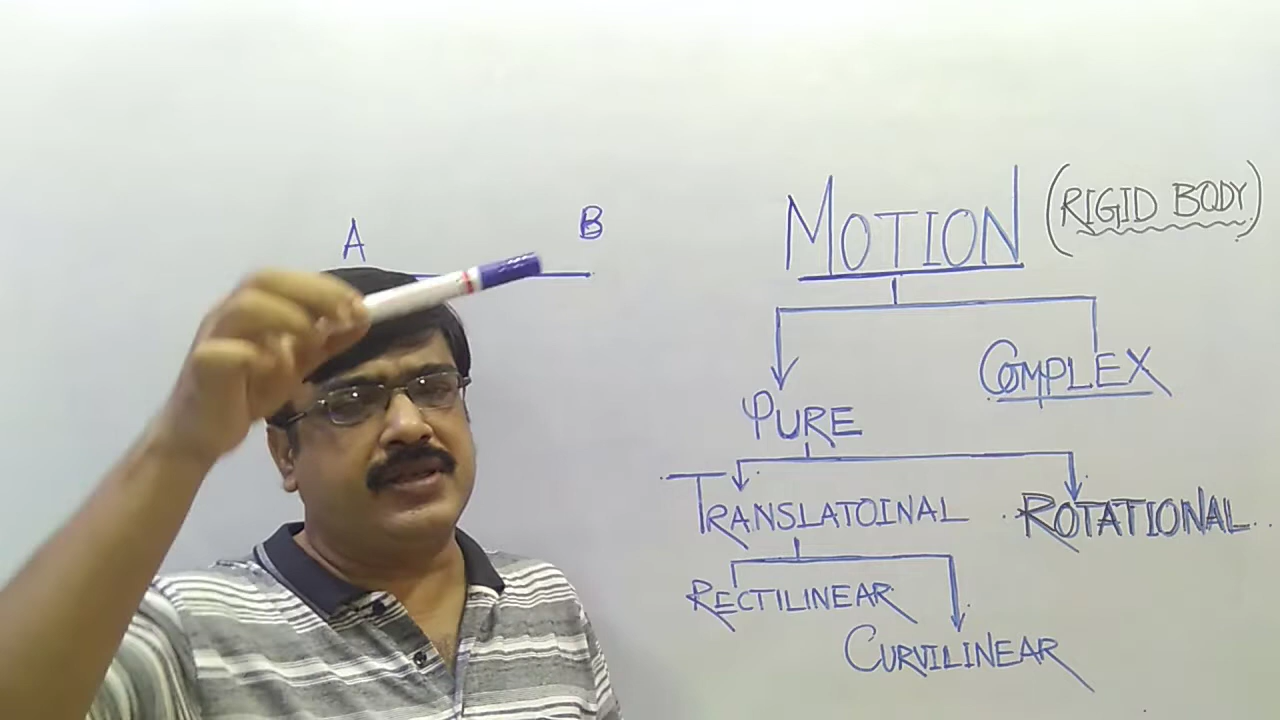 A B
MOTION (RIGID BODY)
COMPLEX
PURE
TRANSLATOINAL ROTATIONAL
RECTILINEAR
CURVILINEAR